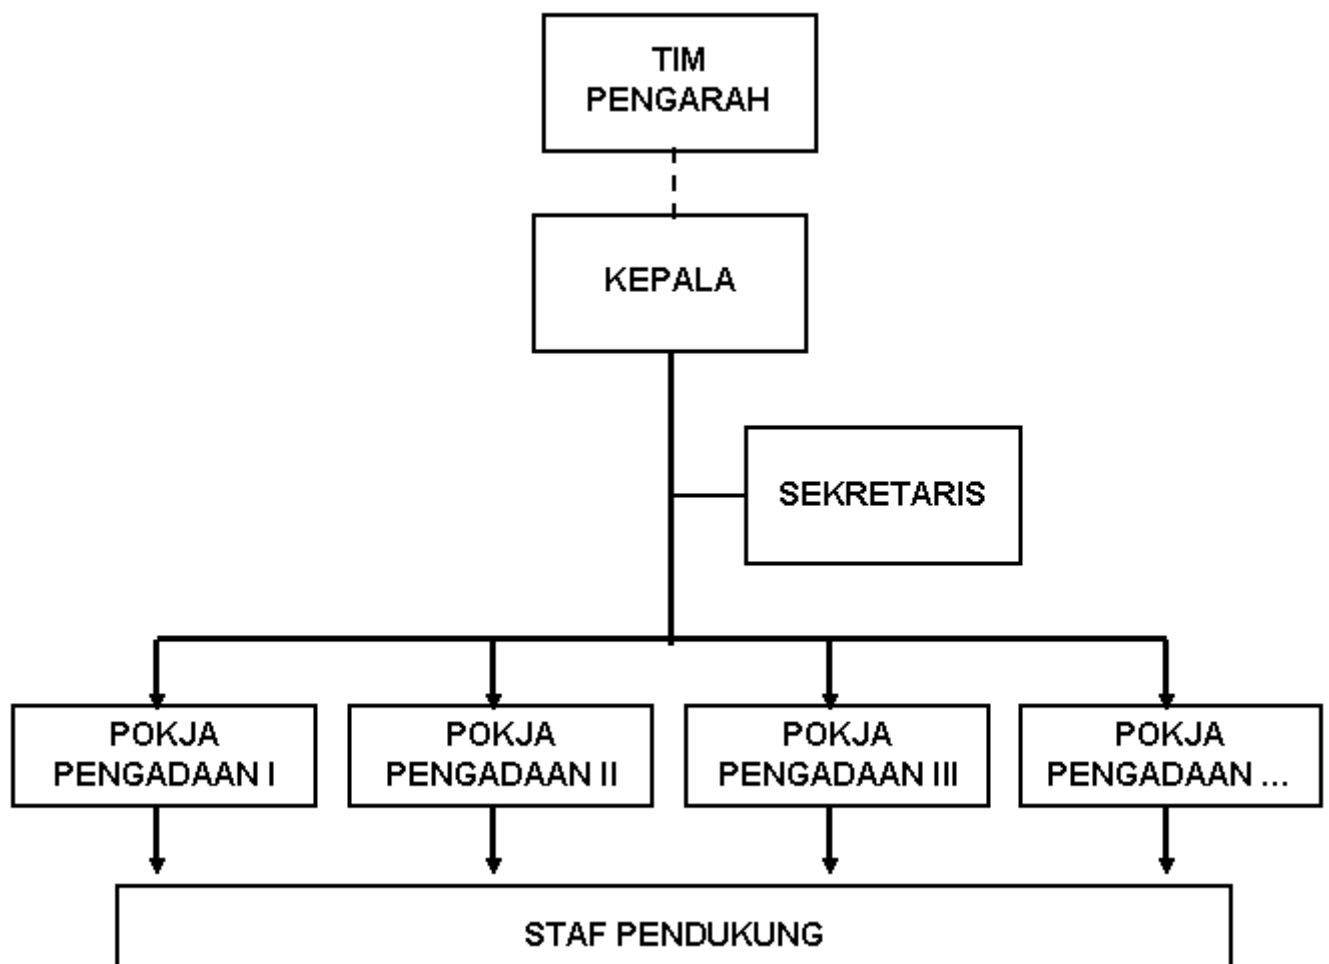 TIM
PENGARAH
KEPALA
SEKRETARIS
POKJA
PENGADAAN I
POKJA
PENGADAAN II
POKJA
PENGADAAN III
POKJA
PENGADAAN ...
STAF PENDUKUNG